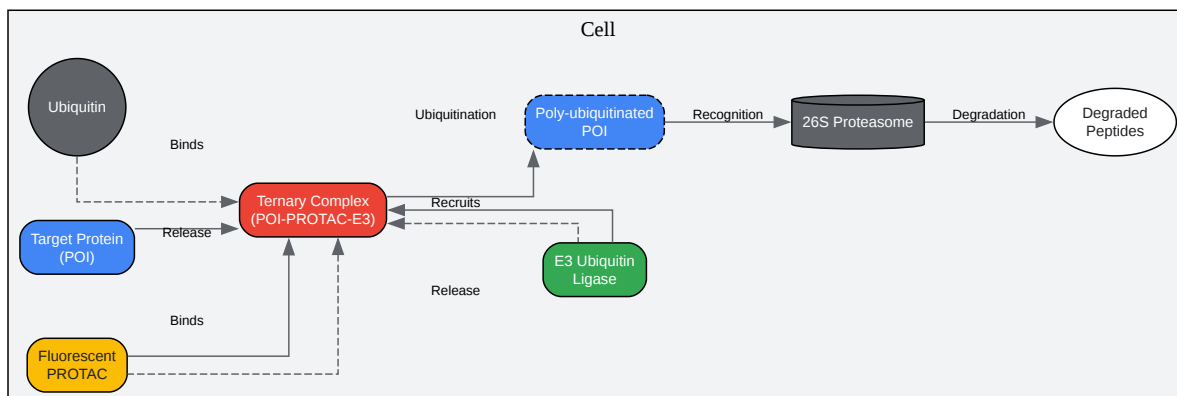 Cell
Ubiquitin
Binds
Ubiquitination
Poly-ubiquitinated
POI
Recognition
26S Proteasome
Degradation
Degraded
Peptides
Ternary Complex
(POI-PROTAC-E3)
Recruits
Release
Target Protein
(POI)
E3 Ubiquitin
Ligase
Release
Binds
Fluorescent
PROTAC